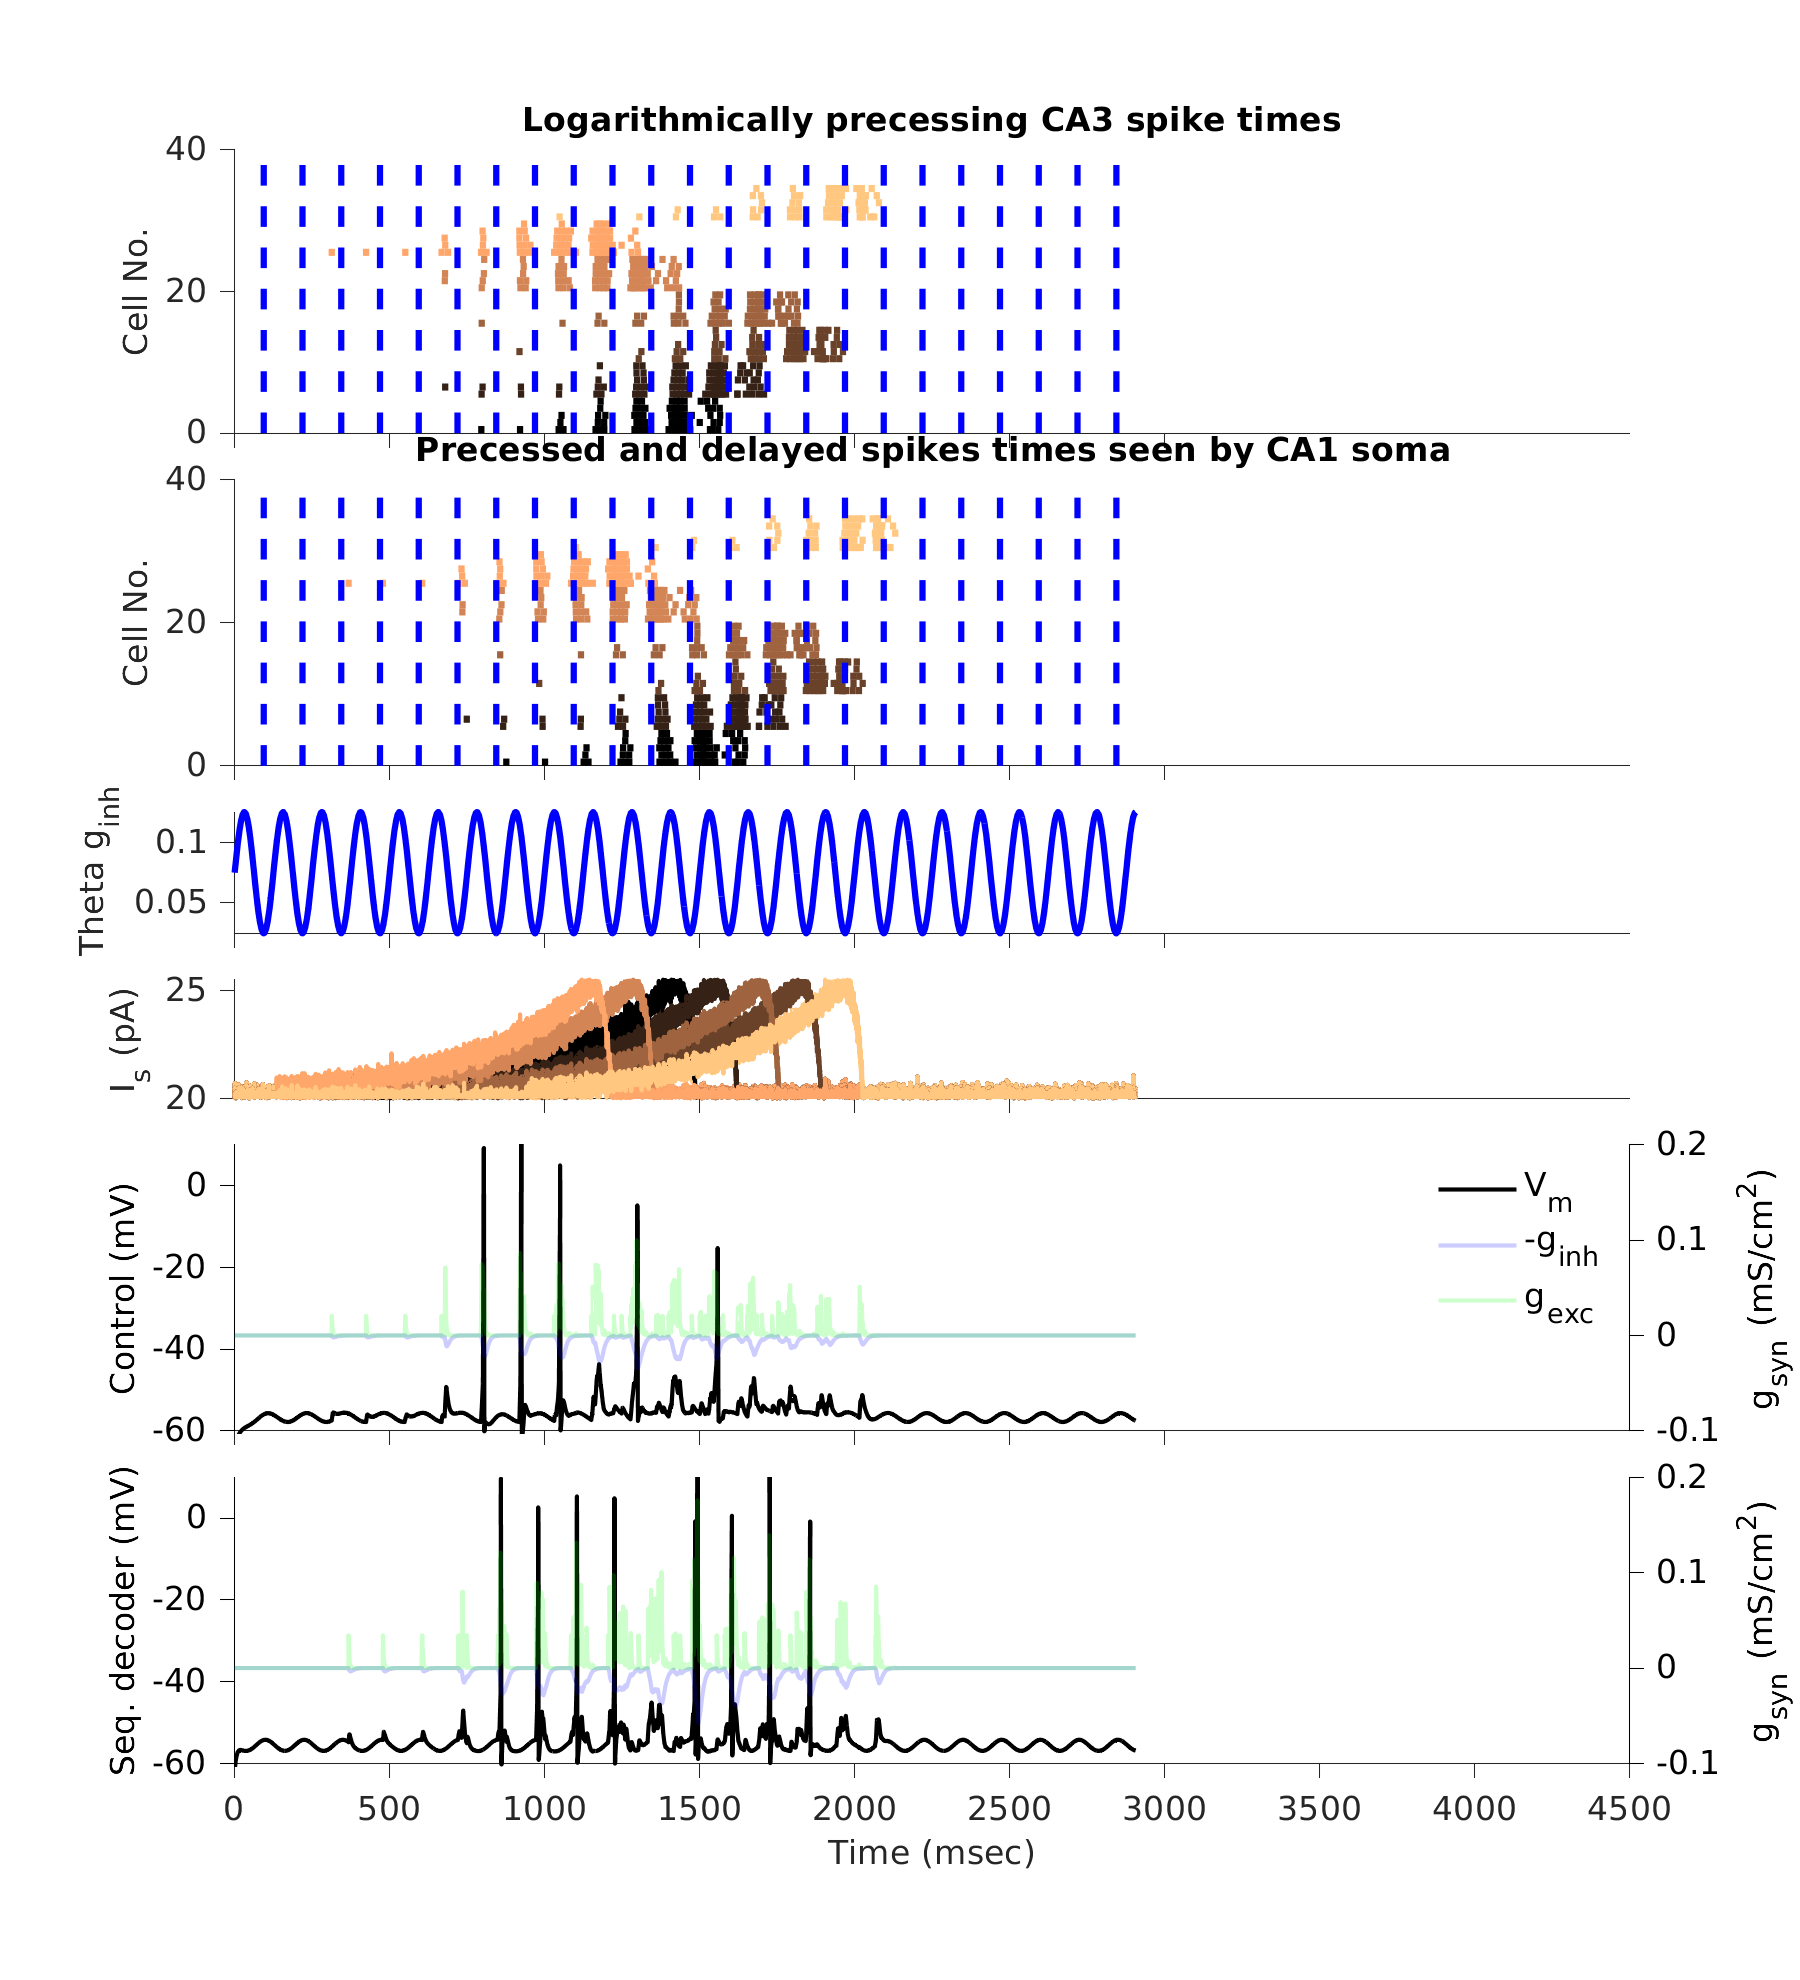 Logarithmically precessing CA3 spike times
40
20
0
Cell No.
Precessed and delayed spikes times seen by CA1 soma
40
20
0
Cell No.
0.1
0.05
Theta g_inh
25
20
I_s (pA)
0
-20
-40
-60
Control (mV)
V_m
-g_inh
g_exc
0.2
0.1
0
-0.1
g_syn (mS/cm^2)
0
-20
-40
-60
Seq. decoder (mV)
0.2
0.1
0
-0.1
g_syn (mS/cm^2)
0 500 1000 1500 2000 2500 3000 3500 4000 4500
Time (msec)